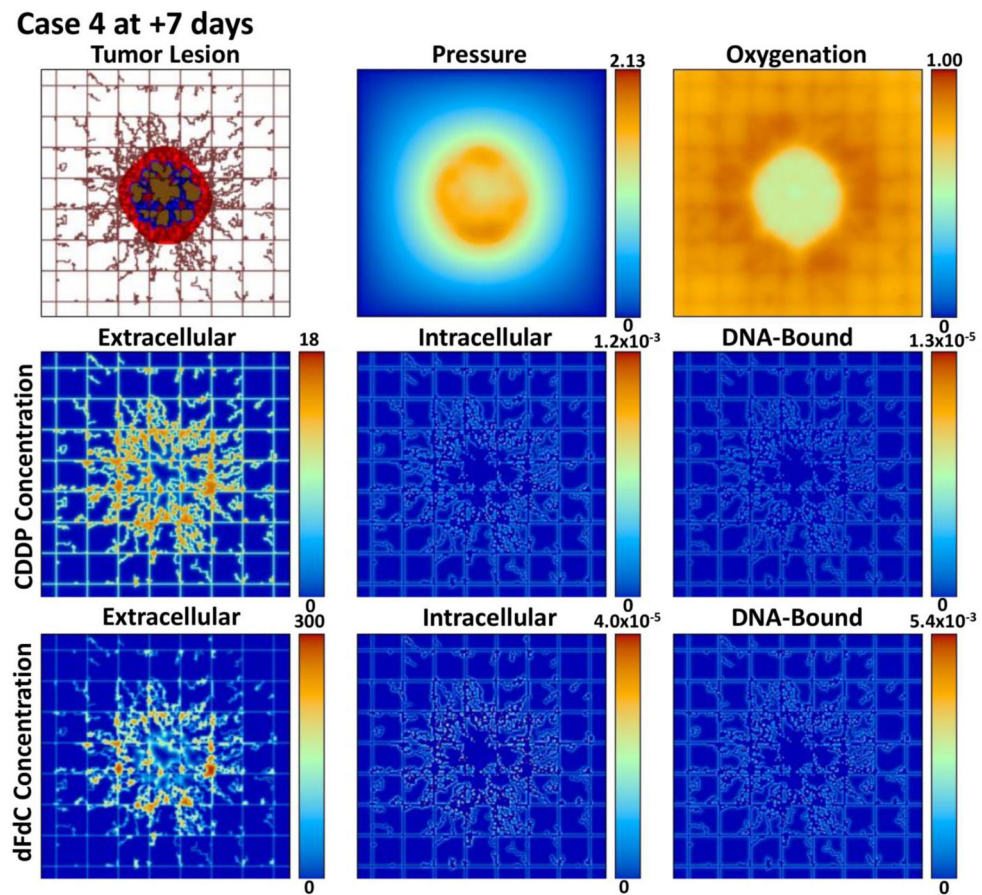 Case 4 at +7 days
Tumor Lesion
Pressure
2.13
0
Oxygenation
1.00
0
CDDP Concentration
Extracellular
18
0
Intracellular
1.2x10⁻³
0
DNA-Bound
1.3x10⁻⁵
0
dFdC Concentration
Extracellular
300
0
Intracellular
4.0x10⁻⁵
0
DNA-Bound
5.4x10⁻³
0